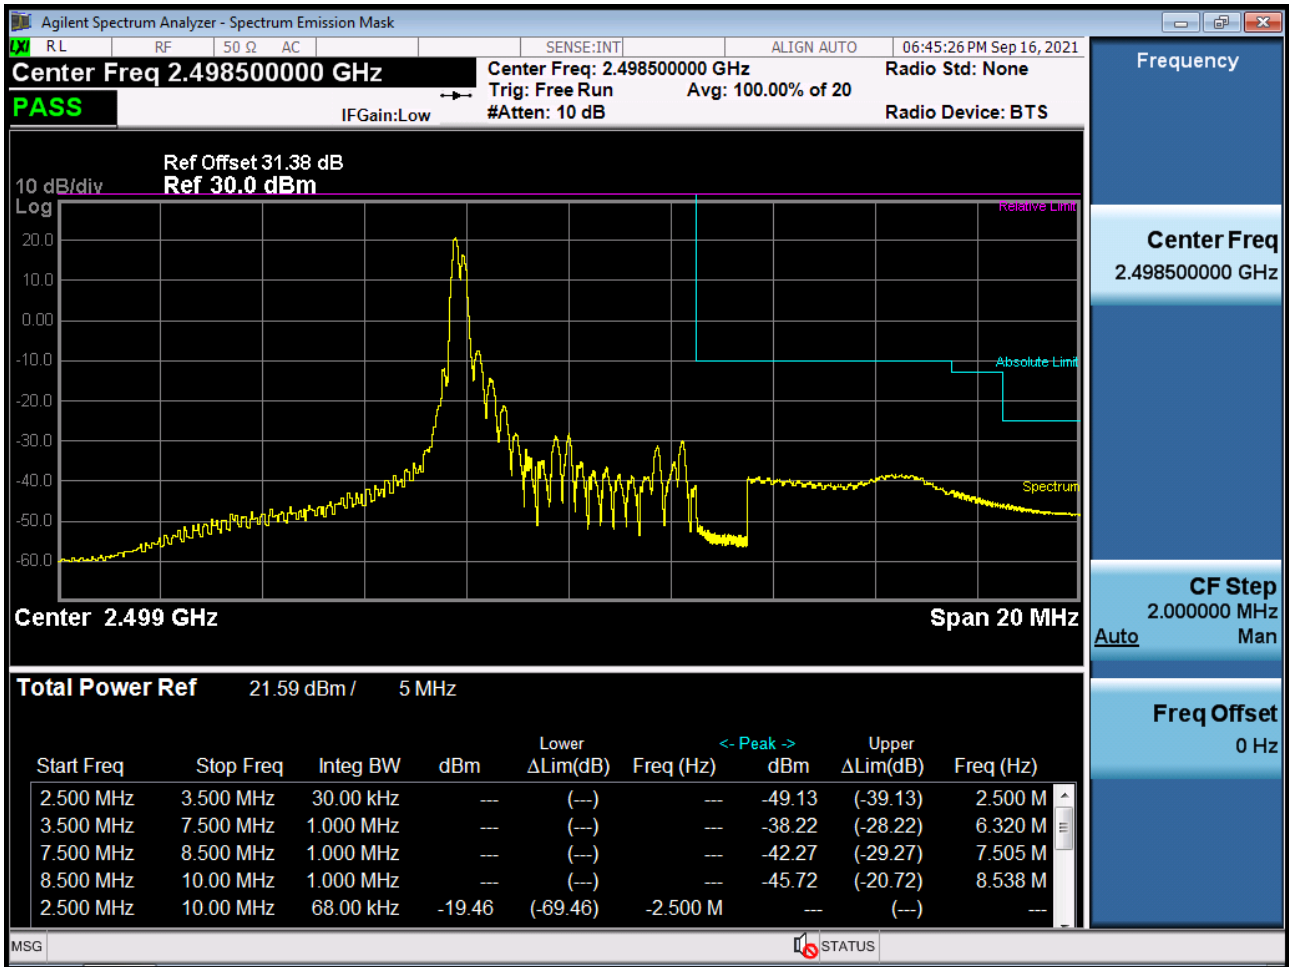 Agilent Spectrum Analyzer - Spectrum Emission Mask
LXI RL RF 50 Ω AC SENSE:INT ALIGN AUTO 06:45:26 PM Sep 16, 2021
Center Freq 2.498500000 GHz
PASS
IFGain:Low
Center Freq: 2.498500000 GHz
Trig: Free Run Avg: 100.00% of 20
#Atten: 10 dB
Radio Std: None
Radio Device: BTS
Ref Offset 31.38 dB
10 dB/div Ref 30.0 dBm
Log
Relative Limit
20.0
10.0
0.00
-10.0
Absolute Limit
-20.0
-30.0
-40.0
Spectrum
-50.0
-60.0
Center 2.499 GHz Span 20 MHz
Total Power Ref 21.59 dBm / 5 MHz
Lower <- Peak -> Upper
Start Freq Stop Freq Integ BW dBm ΔLim(dB) Freq (Hz) dBm ΔLim(dB) Freq (Hz)
2.500 MHz 3.500 MHz 30.00 kHz --- (---) --- -49.13 (-39.13) 2.500 M
3.500 MHz 7.500 MHz 1.000 MHz --- (---) --- -38.22 (-28.22) 6.320 M
7.500 MHz 8.500 MHz 1.000 MHz --- (---) --- -42.27 (-29.27) 7.505 M
8.500 MHz 10.00 MHz 1.000 MHz --- (---) --- -45.72 (-20.72) 8.538 M
2.500 MHz 10.00 MHz 68.00 kHz -19.46 (-69.46) -2.500 M --- (---) ---
MSG STATUS
Frequency
Center Freq
2.498500000 GHz
CF Step
2.000000 MHz
Auto Man
Freq Offset
0 Hz